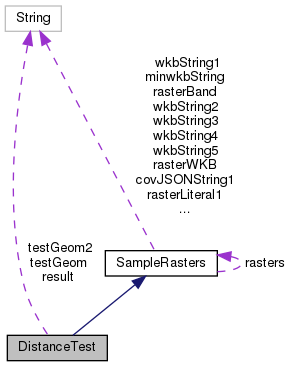 String
wkbString1
minwkbString
rasterBand
wkbString2
wkbString3
wkbString4
wkbString5
rasterWKB
covJSONString1
rasterLiteral1
...
testGeom2
testGeom
result
SampleRasters
rasters
DistanceTest